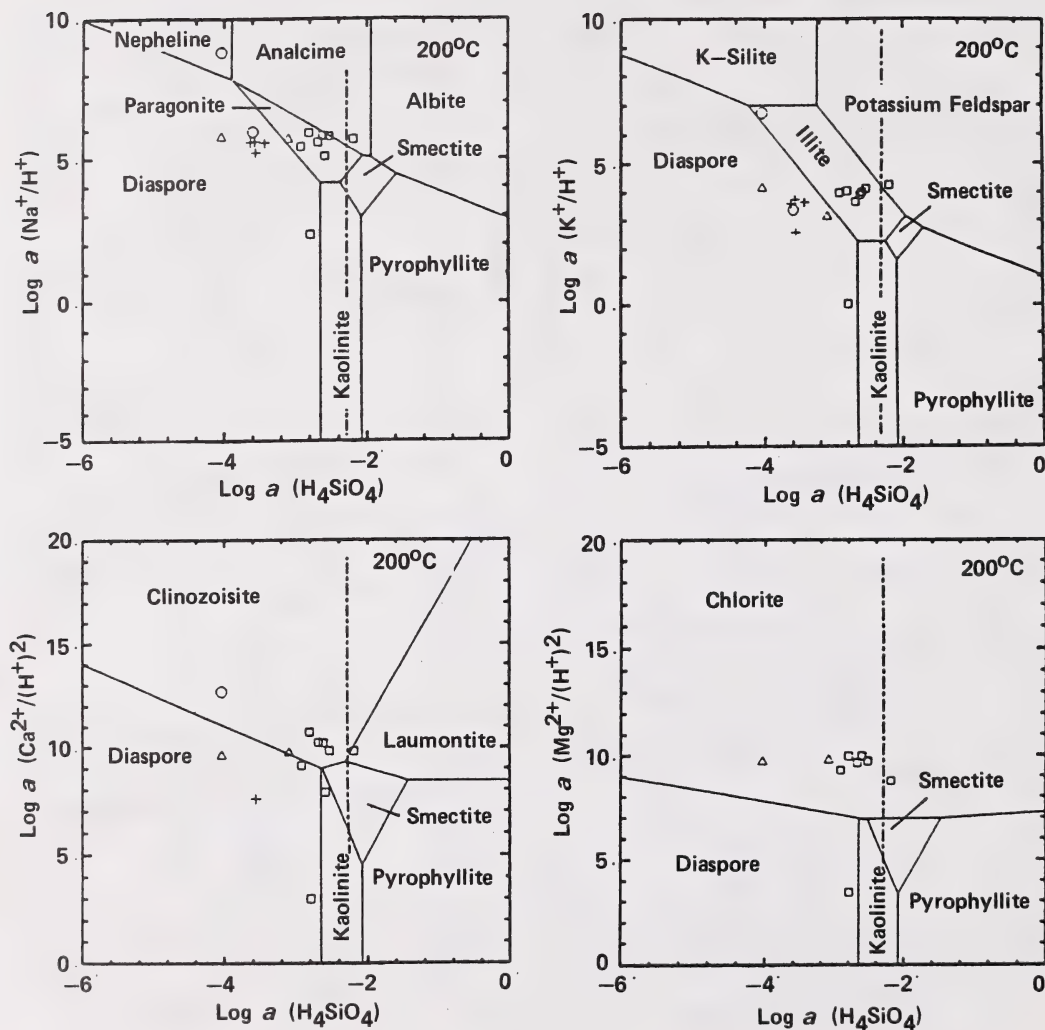 10
Nepheline
Analcime
200°C
Paragonite
Albite
5
Smectite
Diaspore
Log a (Na⁺/H⁺)
Pyrophyllite
0
Kaolinite
−5
−6
−4
−2
0
Log a (H₄SiO₄)
10
K−Silite
200°C
Potassium Feldspar
Illite
5
Diaspore
Smectite
Log a (K⁺/H⁺)
0
Kaolinite
Pyrophyllite
−5
−6
−4
−2
0
Log a (H₄SiO₄)
20
200°C
Clinozoisite
15
Log a (Ca²⁺/(H⁺)²
10
Diaspore
Laumontite
Smectite
5
Kaolinite
Pyrophyllite
0
−6
−4
−2
0
Log a (H₄SiO₄)
20
200°C
Chlorite
15
Log a (Mg²⁺/(H⁺)²
10
Smectite
Diaspore
5
Kaolinite
Pyrophyllite
0
−6
−4
−2
0
Log a (H₄SiO₄)